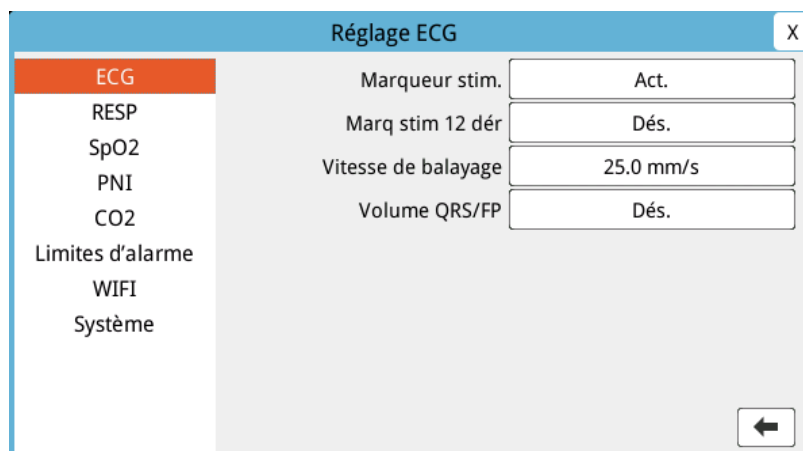 Réglage ECG
X
ECG
RESP
SpO2
PNI
CO2
Limites d’alarme
WIFI
Système
Marqueur stim. Act.
Marq stim 12 dér Dés.
Vitesse de balayage 25.0 mm/s
Volume QRS/FP Dés.